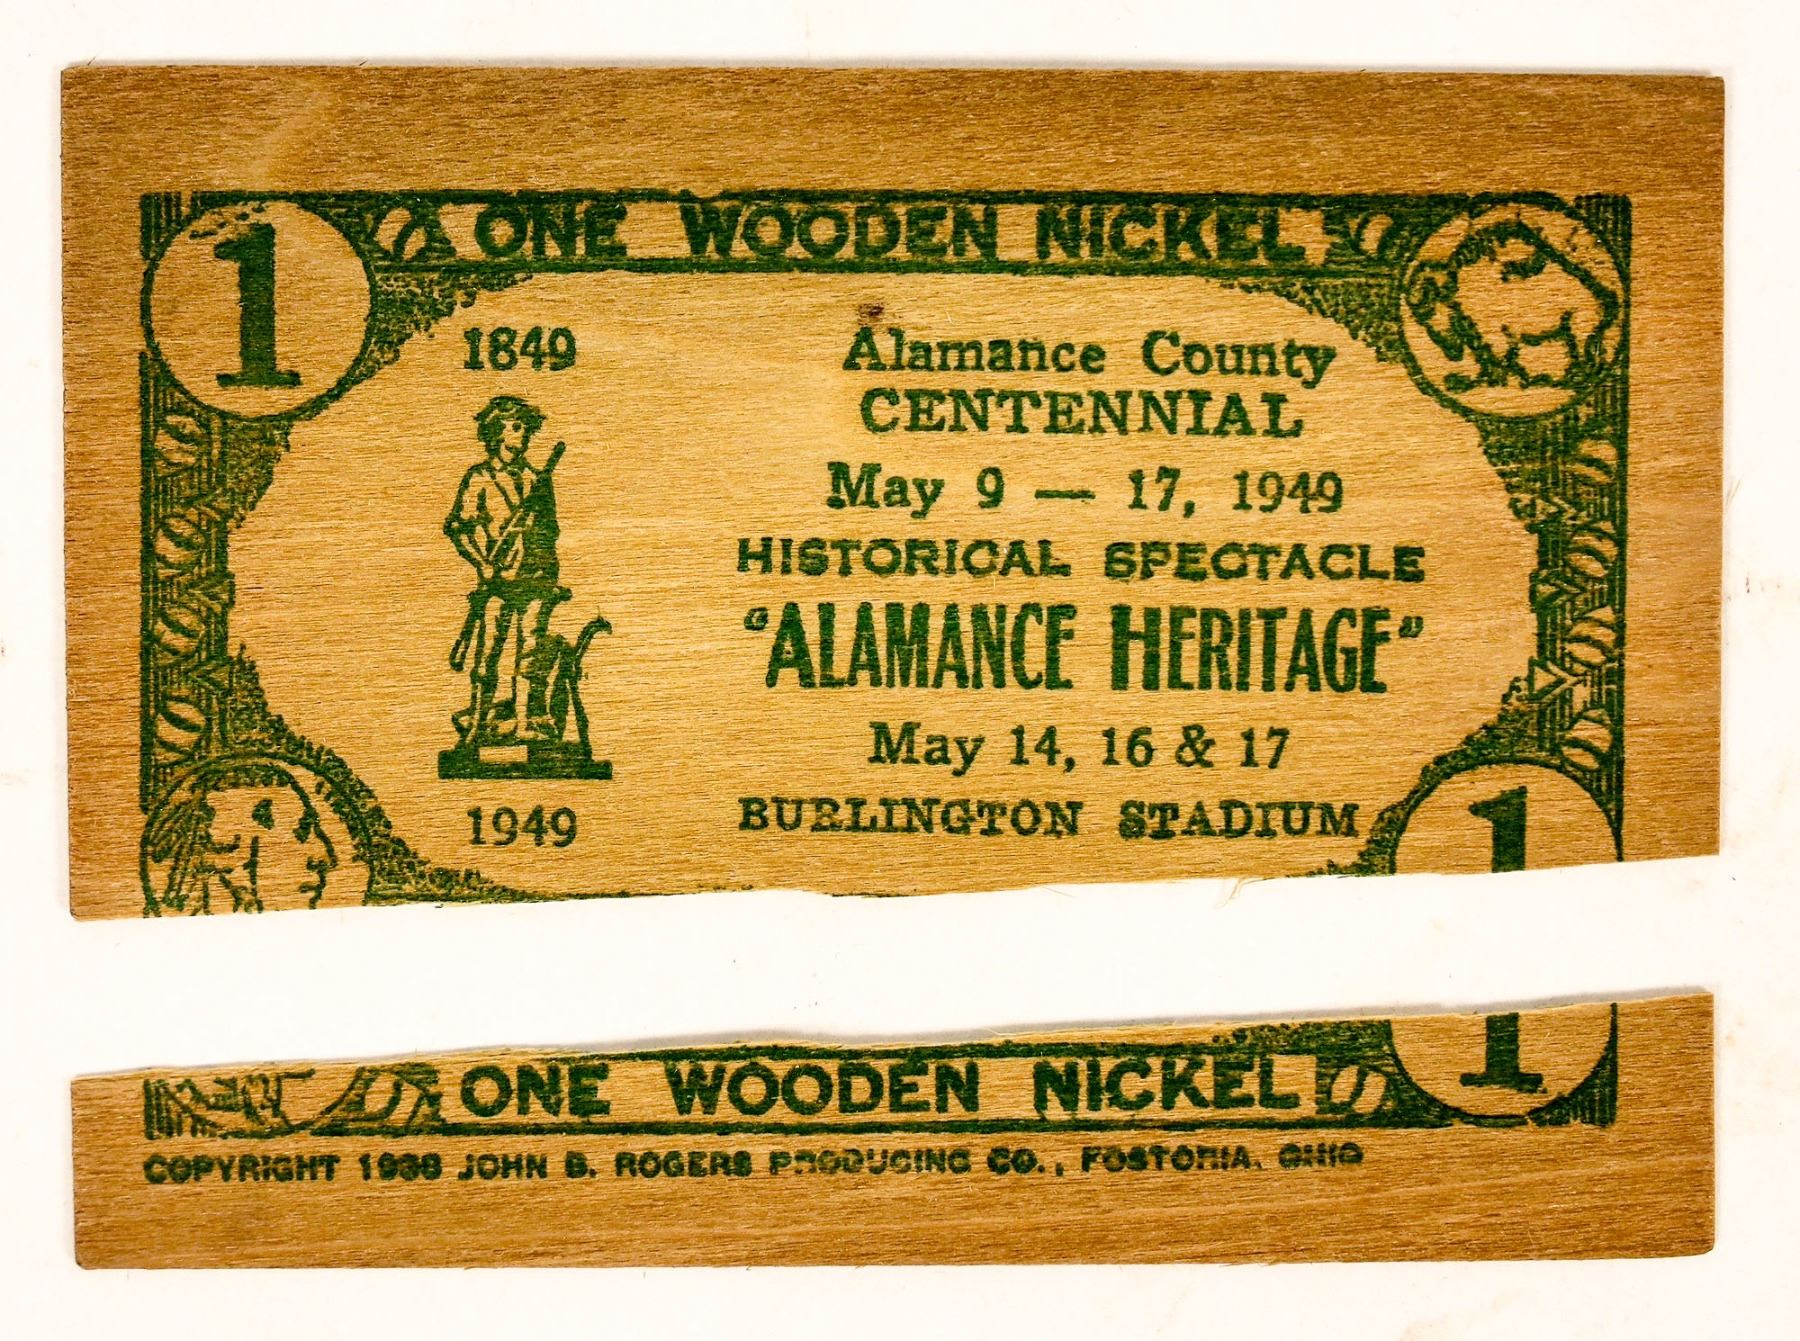 1 ONE WOODEN NICKEL
1849
Alamance County
CENTENNIAL
May 9 — 17, 1949
HISTORICAL SPECTACLE
"ALAMANCE HERITAGE"
May 14, 16 & 17
1949
BURLINGTON STADIUM
1
ONE WOODEN NICKEL
COPYRIGHT 1938 JOHN B. ROGERS PRODUCING CO., FOSTORIA, OHIO